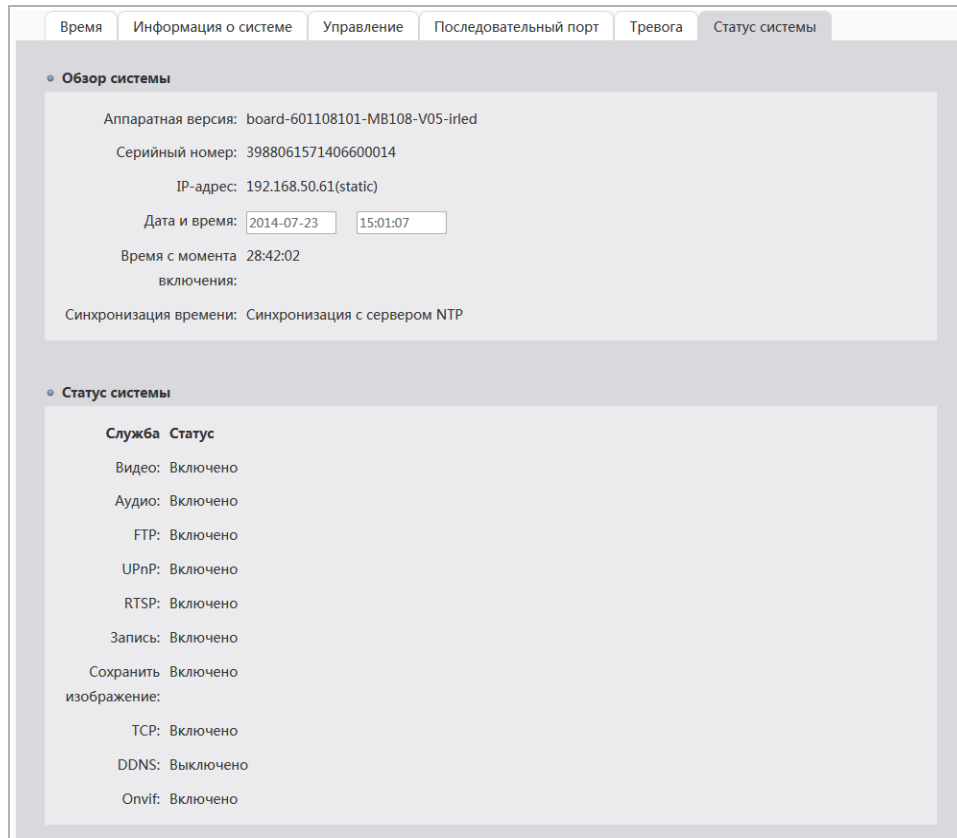 Время Информация о системе Управление Последовательный порт Тревога Статус системы
Обзор системы
Аппаратная версия: board-601108101-MB108-V05-irled
Серийный номер: 3988061571406600014
IP-адрес: 192.168.50.61(static)
Дата и время: 2014-07-23 15:01:07
Время с момента 28:42:02
включения:
Синхронизация времени: Синхронизация с сервером NTP
Статус системы
Служба Статус
Видео: Включено
Аудио: Включено
FTP: Включено
UPnP: Включено
RTSP: Включено
Запись: Включено
Сохранить Включено
изображение:
TCP: Включено
DDNS: Выключено
Onvif: Включено